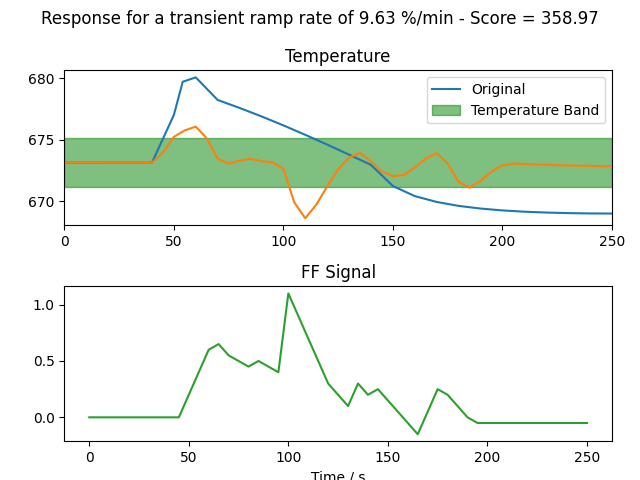 Response for a transient ramp rate of 9.63 %/min - Score = 358.97
Temperature
680
675
670
Original
Temperature Band
0 50 100 150 200 250
FF Signal
1.0
0.5
0.0
0 50 100 150 200 250
Time / s